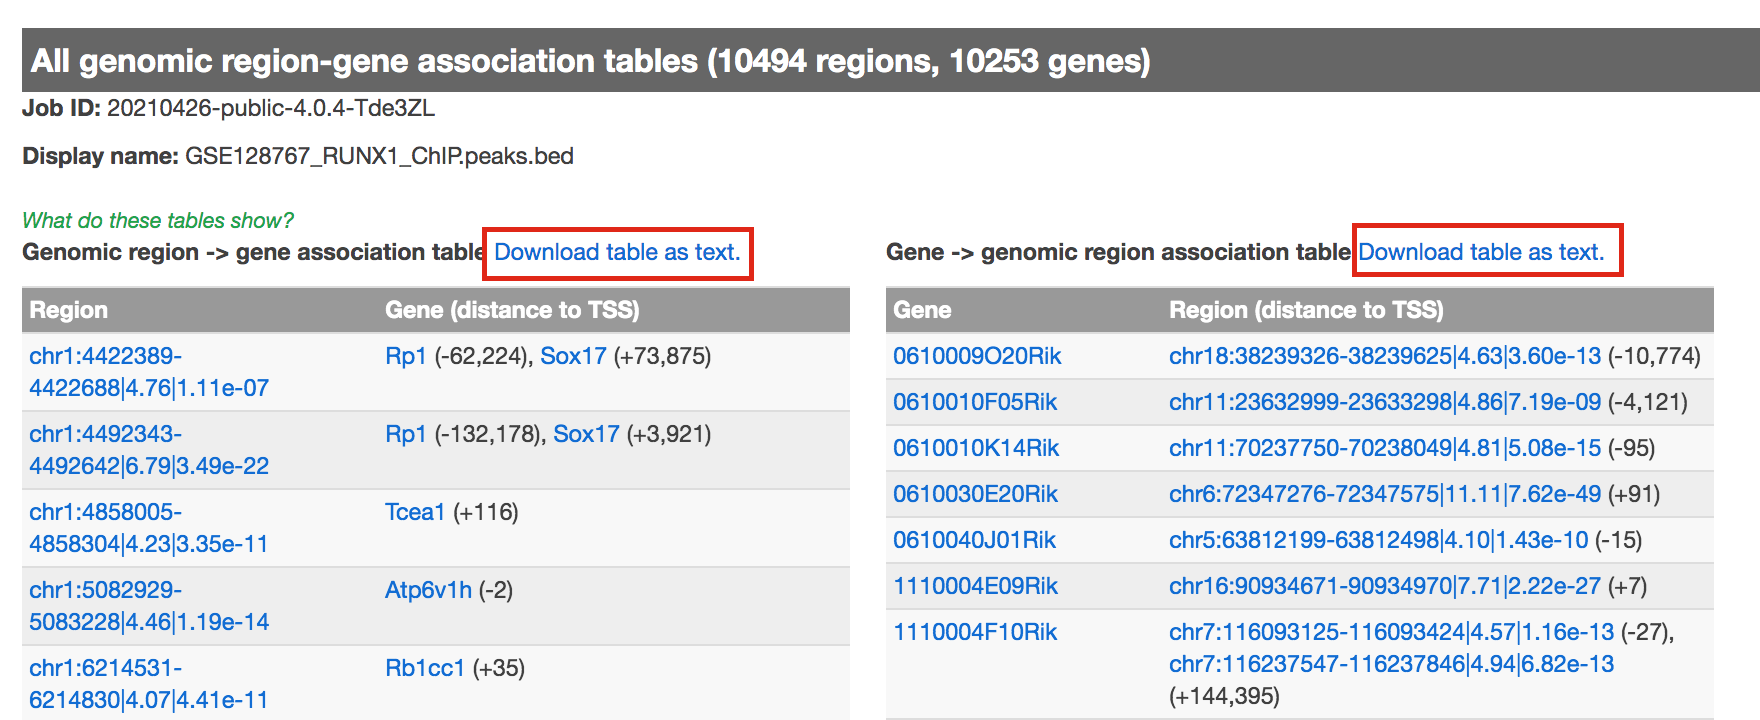 All genomic region-gene association tables (10494 regions, 10253 genes)
Job ID: 20210426-public-4.0.4-Tde3ZL
Display name: GSE128767_RUNX1_ChIP.peaks.bed
What do these tables show?
Genomic region -> gene association table Download table as text.
Region Gene (distance to TSS)
chr1:4422389- Rp1 (-62,224), Sox17 (+73,875)
4422688|4.76|1.11e-07
chr1:4492343- Rp1 (-132,178), Sox17 (+3,921)
4492642|6.79|3.49e-22
chr1:4858005- Tcea1 (+116)
4858304|4.23|3.35e-11
chr1:5082929- Atp6v1h (-2)
5083228|4.46|1.19e-14
chr1:6214531- Rb1cc1 (+35)
6214830|4.07|4.41e-11
Gene -> genomic region association table Download table as text.
Gene Region (distance to TSS)
0610009O20Rik chr18:38239326-38239625|4.63|3.60e-13 (-10,774)
0610010F05Rik chr11:23632999-23633298|4.86|7.19e-09 (-4,121)
0610010K14Rik chr11:70237750-70238049|4.81|5.08e-15 (-95)
0610030E20Rik chr6:72347276-72347575|11.11|7.62e-49 (+91)
0610040J01Rik chr5:63812199-63812498|4.10|1.43e-10 (-15)
1110004E09Rik chr16:90934671-90934970|7.71|2.22e-27 (+7)
1110004F10Rik chr7:116093125-116093424|4.57|1.16e-13 (-27),
chr7:116237547-116237846|4.94|6.82e-13
(+144,395)